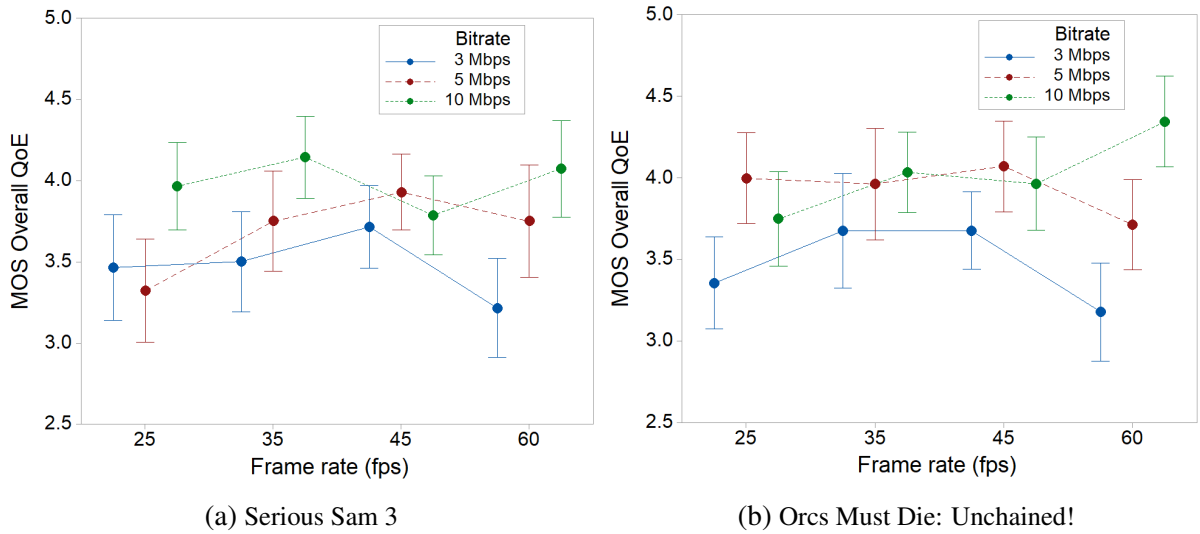 5.0
4.5
4.0
3.5
3.0
2.5
MOS Overall QoE
Bitrate
3 Mbps
5 Mbps
10 Mbps
25
35
45
60
Frame rate (fps)
(a) Serious Sam 3
5.0
4.5
4.0
3.5
3.0
2.5
MOS Overall QoE
Bitrate
3 Mbps
5 Mbps
10 Mbps
25
35
45
60
Frame rate (fps)
(b) Orcs Must Die: Unchained!